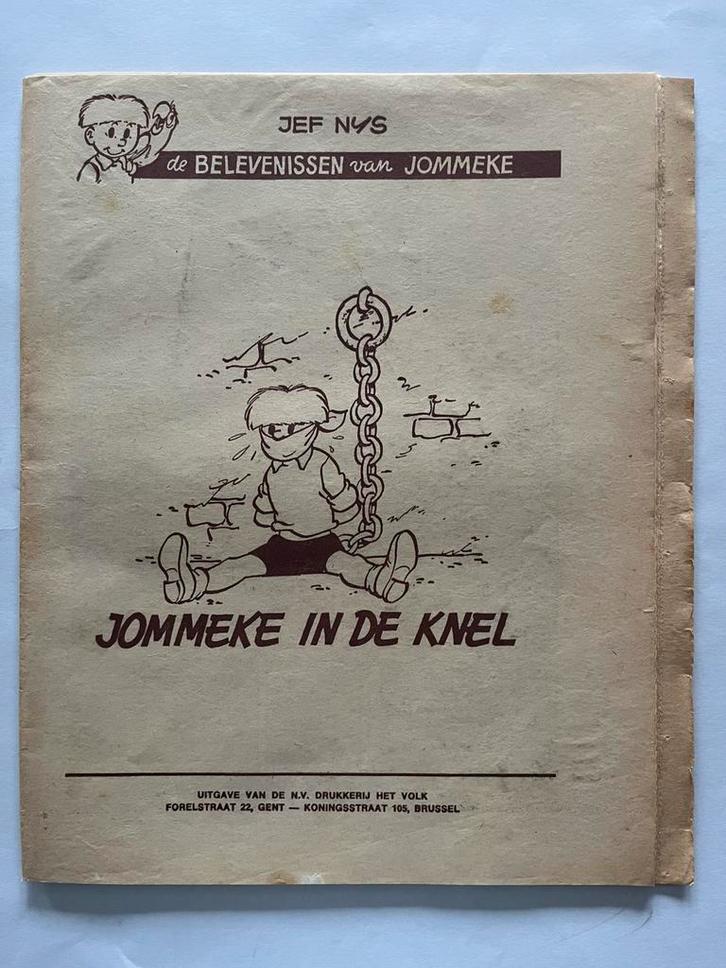 JEF NYS
de BELEVENISSEN van JOMMEKE
JOMMEKE IN DE KNEL
UITGAVE VAN DE N.V. DRUKKERIJ HET VOLK
FORELSTRAAT 22, GENT — KONINGSSTRAAT 105, BRUSSEL